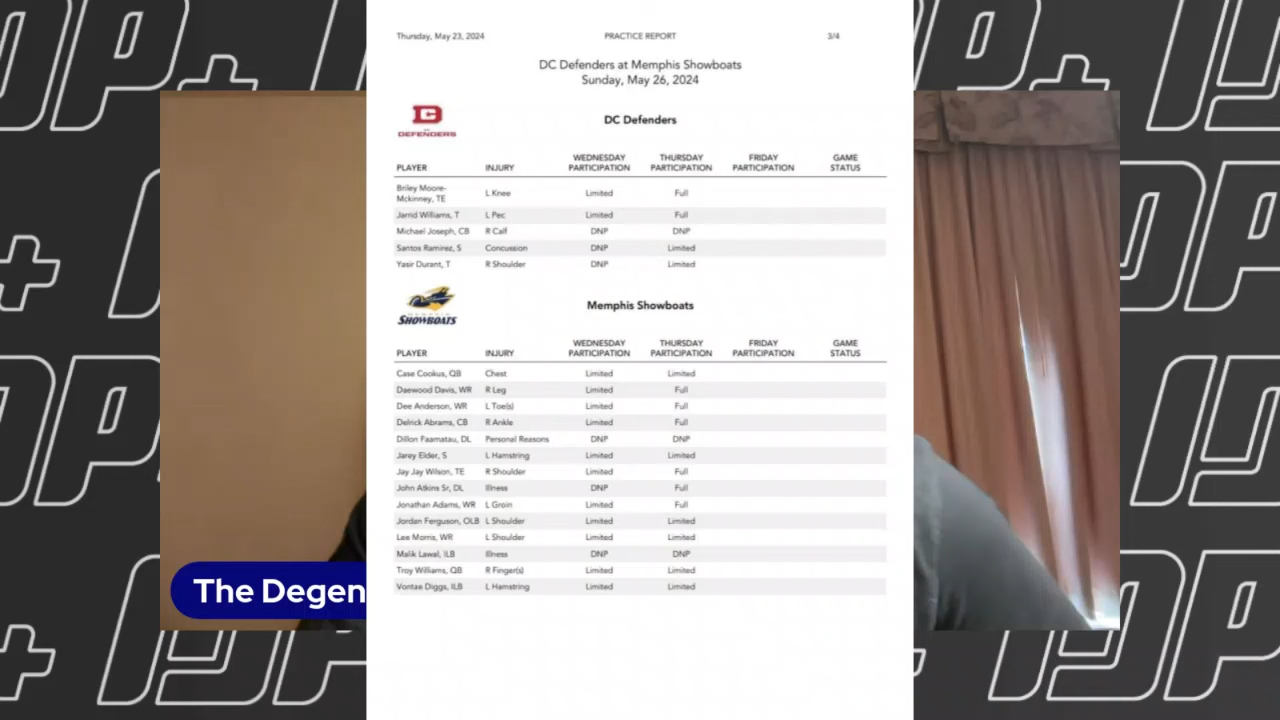 Thursday, May 23, 2024 PRACTICE REPORT 3/4
DC Defenders at Memphis Showboats
Sunday, May 26, 2024
DC
DEFENDERS
DC Defenders
PLAYER INJURY WEDNESDAY PARTICIPATION THURSDAY PARTICIPATION FRIDAY PARTICIPATION GAME STATUS
Briley Moore-
Mckinney, TE L Knee Limited Full
Jarrid Williams, T L Pec Limited Full
Michael Joseph, CB R Calf DNP DNP
Santos Ramirez, S Concussion DNP Limited
Yasir Durant, T R Shoulder DNP Limited
MEMPHIS
SHOWBOATS
Memphis Showboats
PLAYER INJURY WEDNESDAY PARTICIPATION THURSDAY PARTICIPATION FRIDAY PARTICIPATION GAME STATUS
Case Cookus, QB Chest Limited Limited
Daewood Davis, WR R Leg Limited Full
Dee Anderson, WR L Toe(s) Limited Full
Delrick Abrams, CB R Ankle Limited Full
Dillon Faamatau, DL Personal Reasons DNP DNP
Jarey Elder, S L Hamstring Limited Limited
Jay Jay Wilson, TE R Shoulder Limited Full
John Atkins Sr, DL Illness DNP Full
Jonathan Adams, WR L Groin Limited Full
Jordan Ferguson, OLB L Shoulder Limited Limited
Lee Morris, WR L Shoulder Limited Limited
Malik Lawal, ILB Illness DNP DNP
Troy Williams, QB R Finger(s) Limited Limited
Vontae Diggs, ILB L Hamstring Limited Limited
The Degen